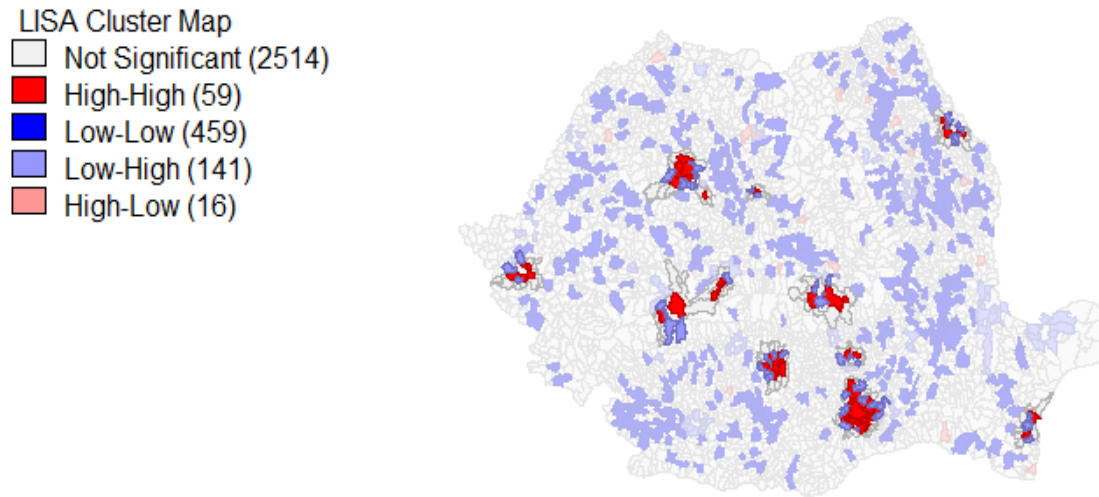 LISA Cluster Map
Not Significant (2514)
High-High (59)
Low-Low (459)
Low-High (141)
High-Low (16)